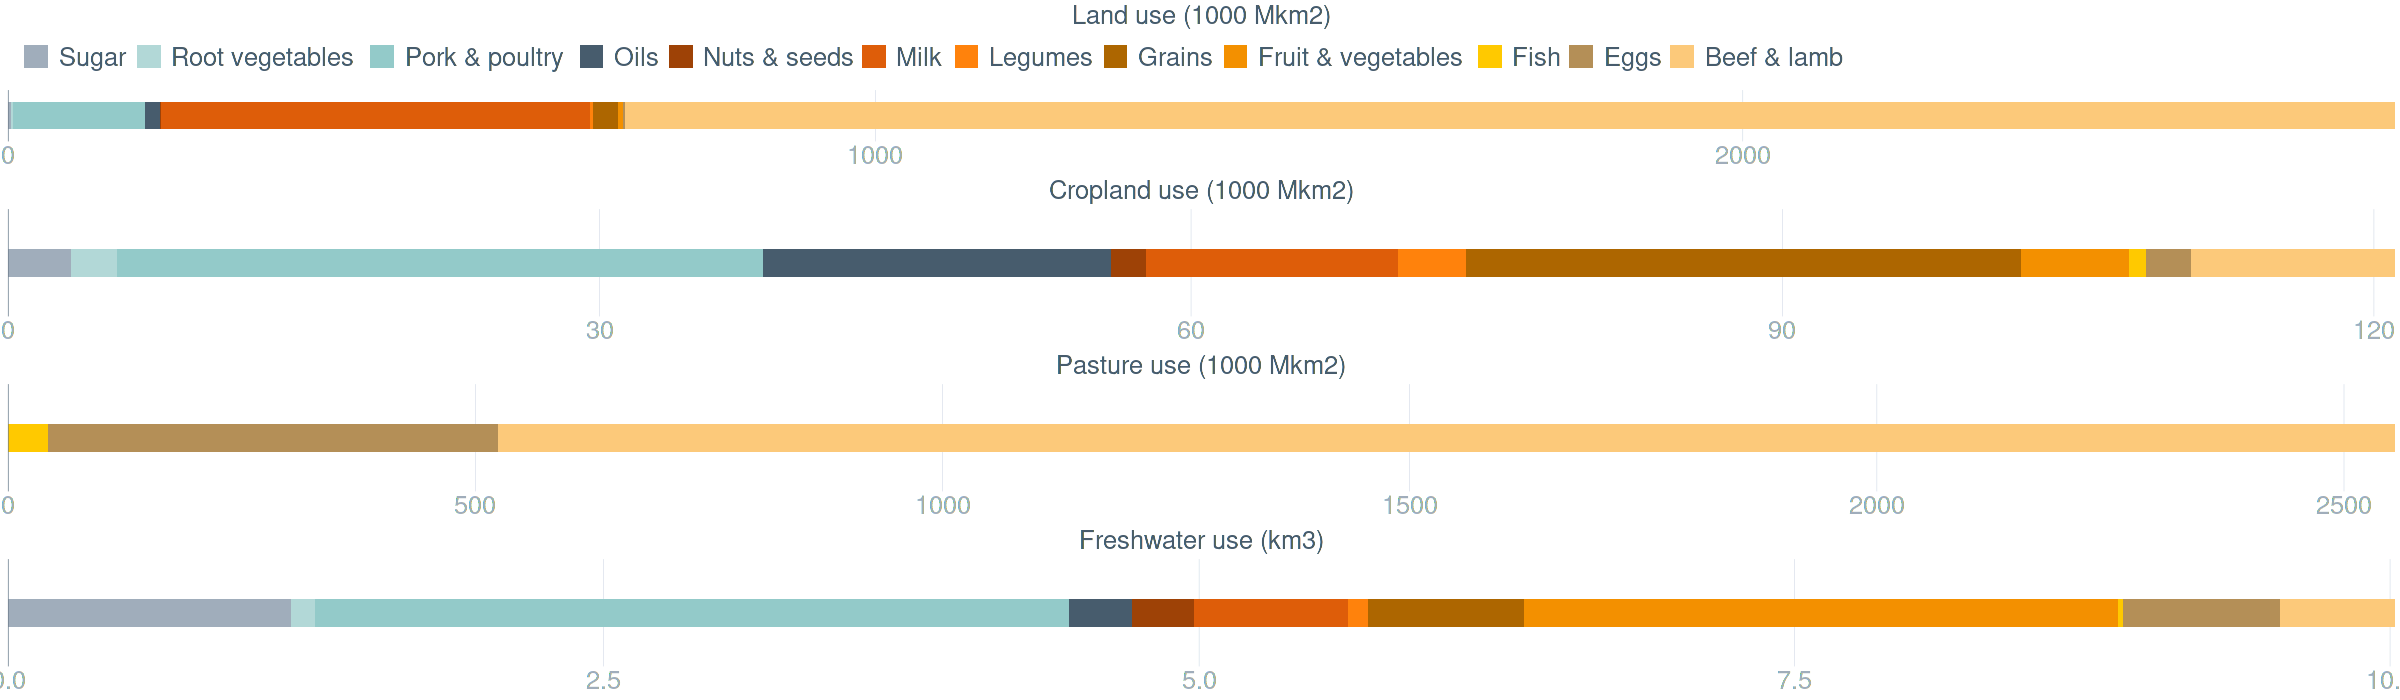 Land use (1000 Mkm2)
Sugar Root vegetables Pork & poultry Oils Nuts & seeds Milk Legumes Grains Fruit & vegetables Fish Eggs Beef & lamb
0 1000 2000
Cropland use (1000 Mkm2)
0 30 60 90 120
Pasture use (1000 Mkm2)
0 500 1000 1500 2000 2500
Freshwater use (km3)
0.0 2.5 5.0 7.5 10.